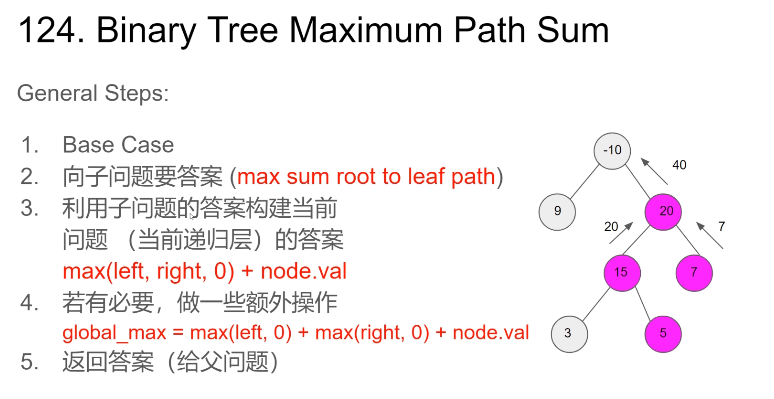 124. Binary Tree Maximum Path Sum
General Steps:
1. Base Case
2. 向子问题要答案 (max sum root to leaf path)
3. 利用子问题的答案构建当前
问题 （当前递归层）的答案
max(left, right, 0) + node.val
4. 若有必要，做一些额外操作
global_max = max(left, 0) + max(right, 0) + node.val
5. 返回答案（给父问题）
-10
40
9
20
20
7
15
7
3
5